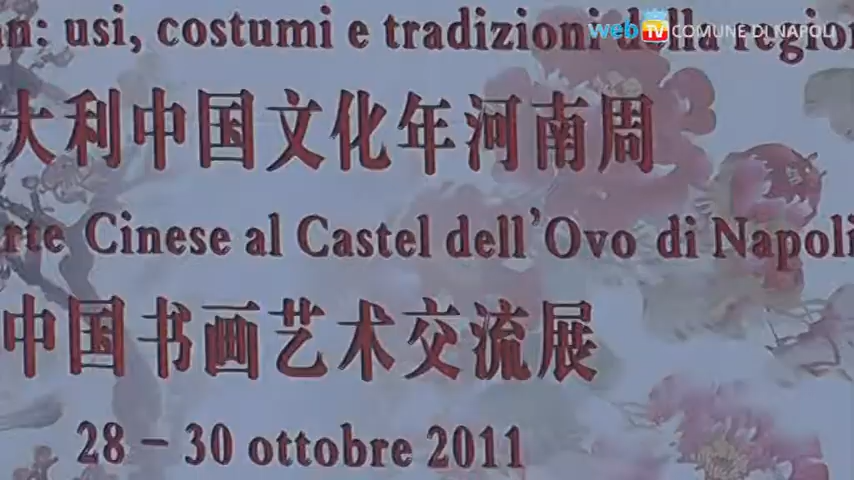 web TV COMUNE DI NAPOLI
usi, costumi e tradizioni della
大利中国文化年河南周
Cinese al Castel dell'Ovo di Napoli
中国书画艺术交流展
28 – 30 ottobre 2011